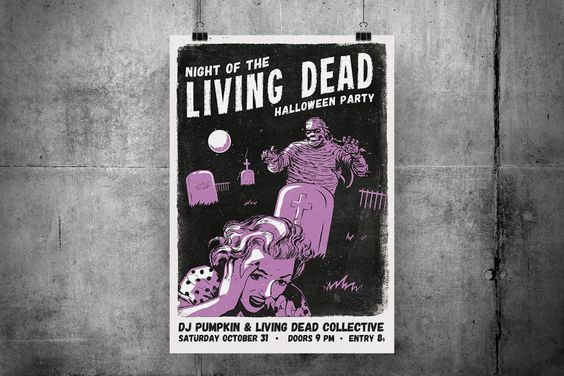 NIGHT OF THE
LIVING DEAD
HALLOWEEN PARTY
DJ PUMPKIN & LIVING DEAD COLLECTIVE
SATURDAY OCTOBER 31 • DOORS 9 PM • ENTRY